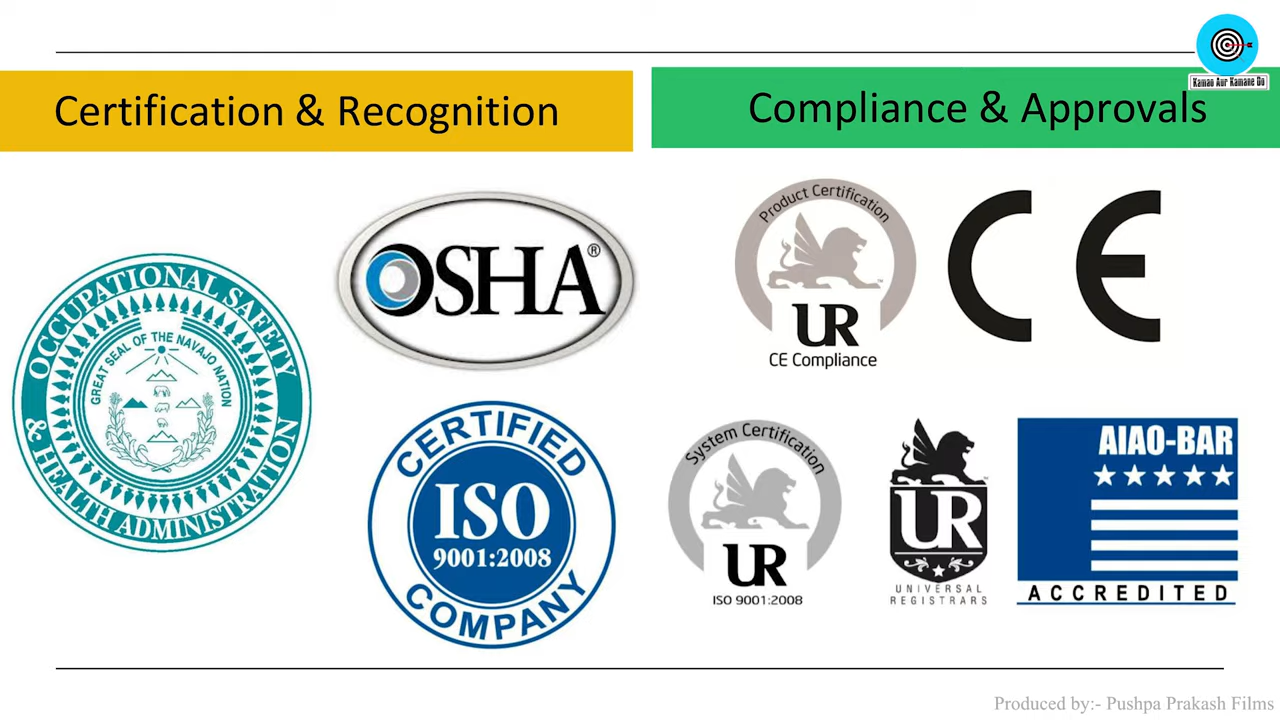 Kamao Aur Kamane Do
Certification & Recognition
Compliance & Approvals
OCCUPATIONAL SAFETY
& HEALTH ADMINISTRATION
GREAT SEAL OF THE NAVAJO NATION
OSHA®
CERTIFIED
ISO
9001:2008
COMPANY
Product Certification
UR
CE Compliance
CE
System Certification
UR
ISO 9001:2008
UR
UNIVERSAL
REGISTRARS
AIAO-BAR
ACCREDITED
Produced by:- Pushpa Prakash Films